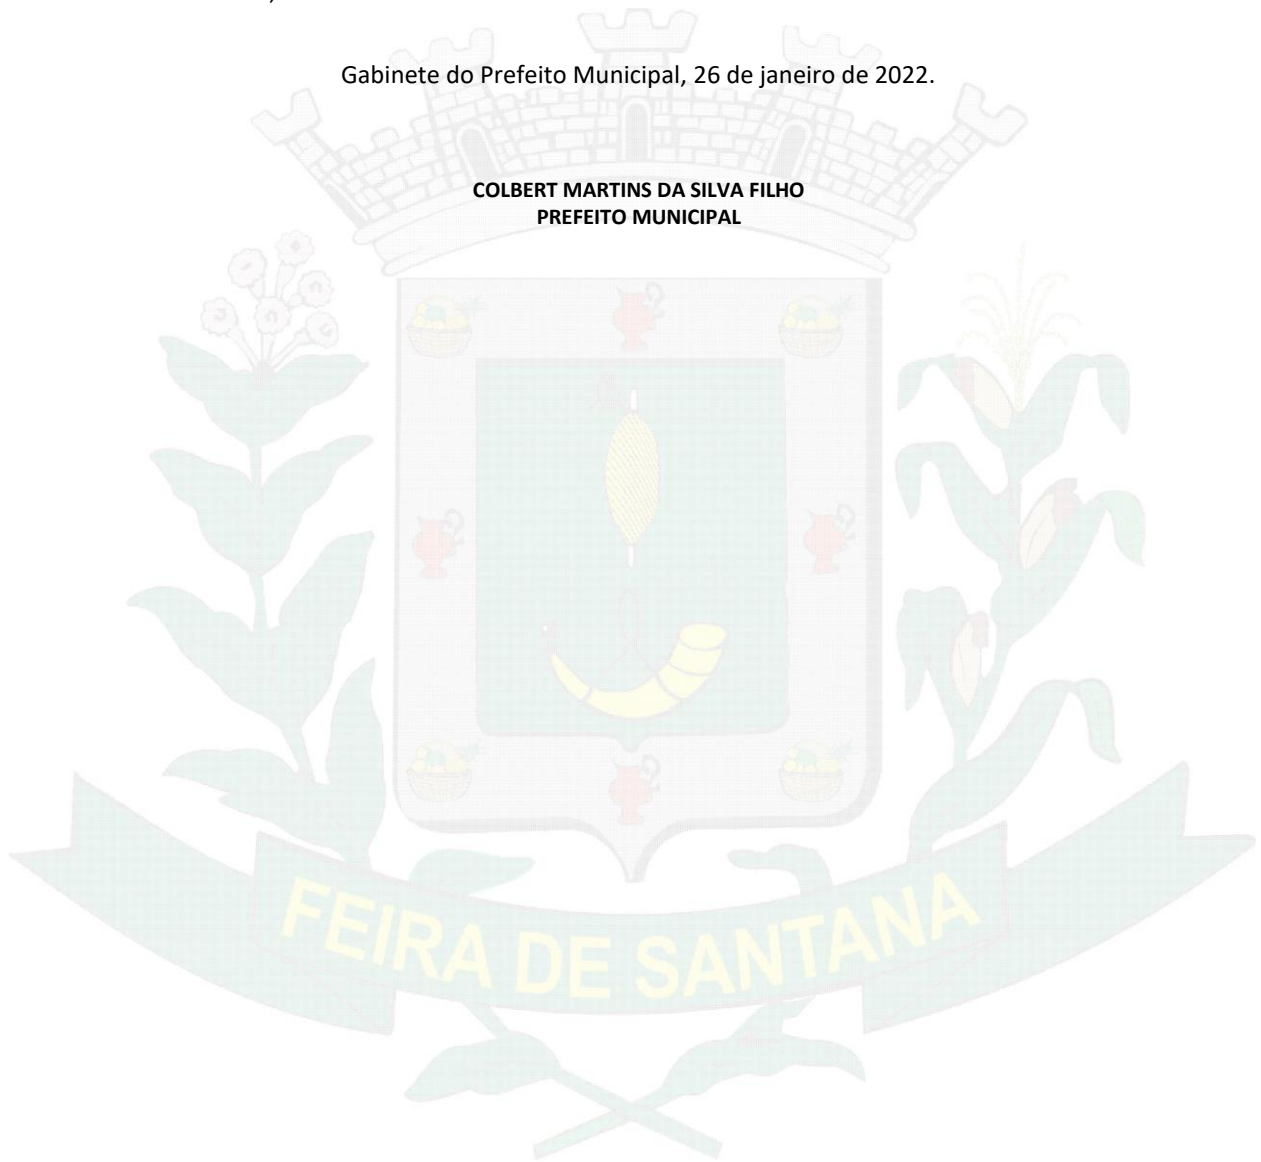 Gabinete do Prefeito Municipal, 26 de janeiro de 2022.
COLBERT MARTINS DA SILVA FILHO
PREFEITO MUNICIPAL
FEIRA DE SANTANA